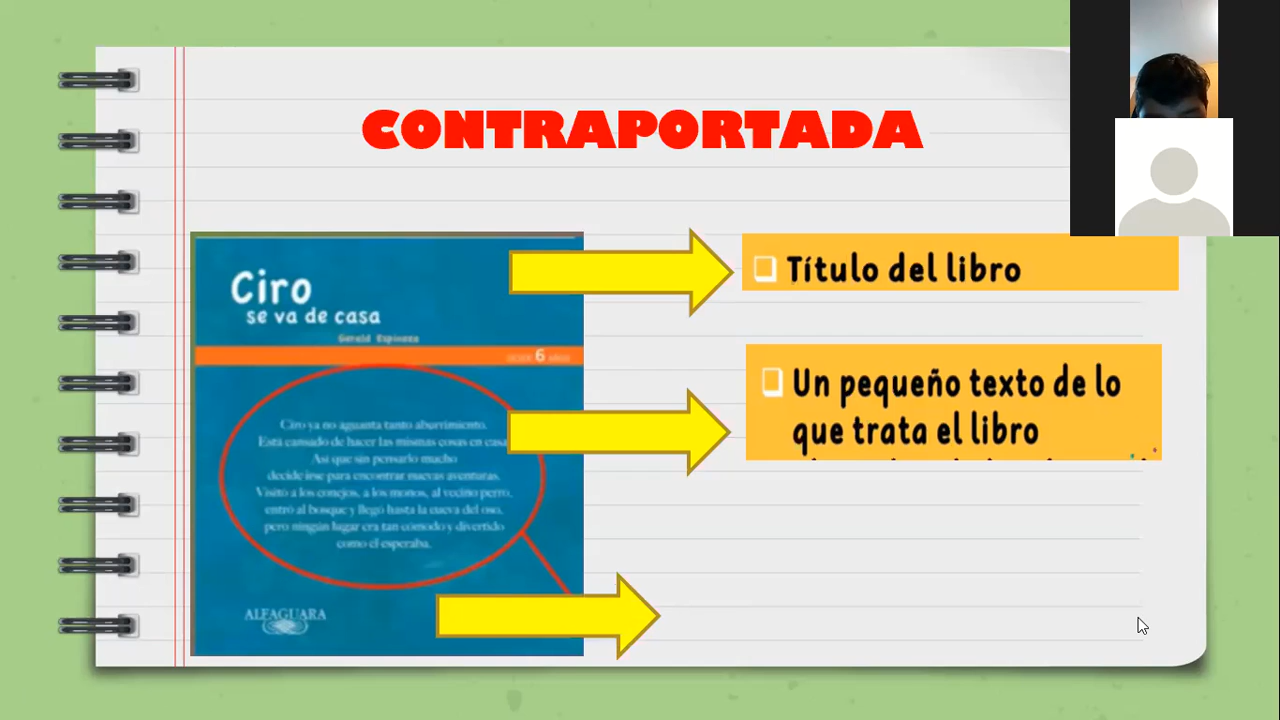 CONTRAPORTADA
Ciro
se va de casa
Gerald Espinoza
DESDE 6 AÑOS
Ciro ya no aguanta tanto aburrimiento.
Está cansado de hacer las mismas cosas en casa
Así que sin pensarlo mucho
decide irse para encontrar nuevas aventuras.
Visitó a los conejos, a los monos, al vecino perro,
entró al bosque y llegó hasta la cueva del oso,
pero ningún lugar era tan cómodo y divertido
como él esperaba.
ALFAGUARA
Título del libro
Un pequeño texto de lo
que trata el libro